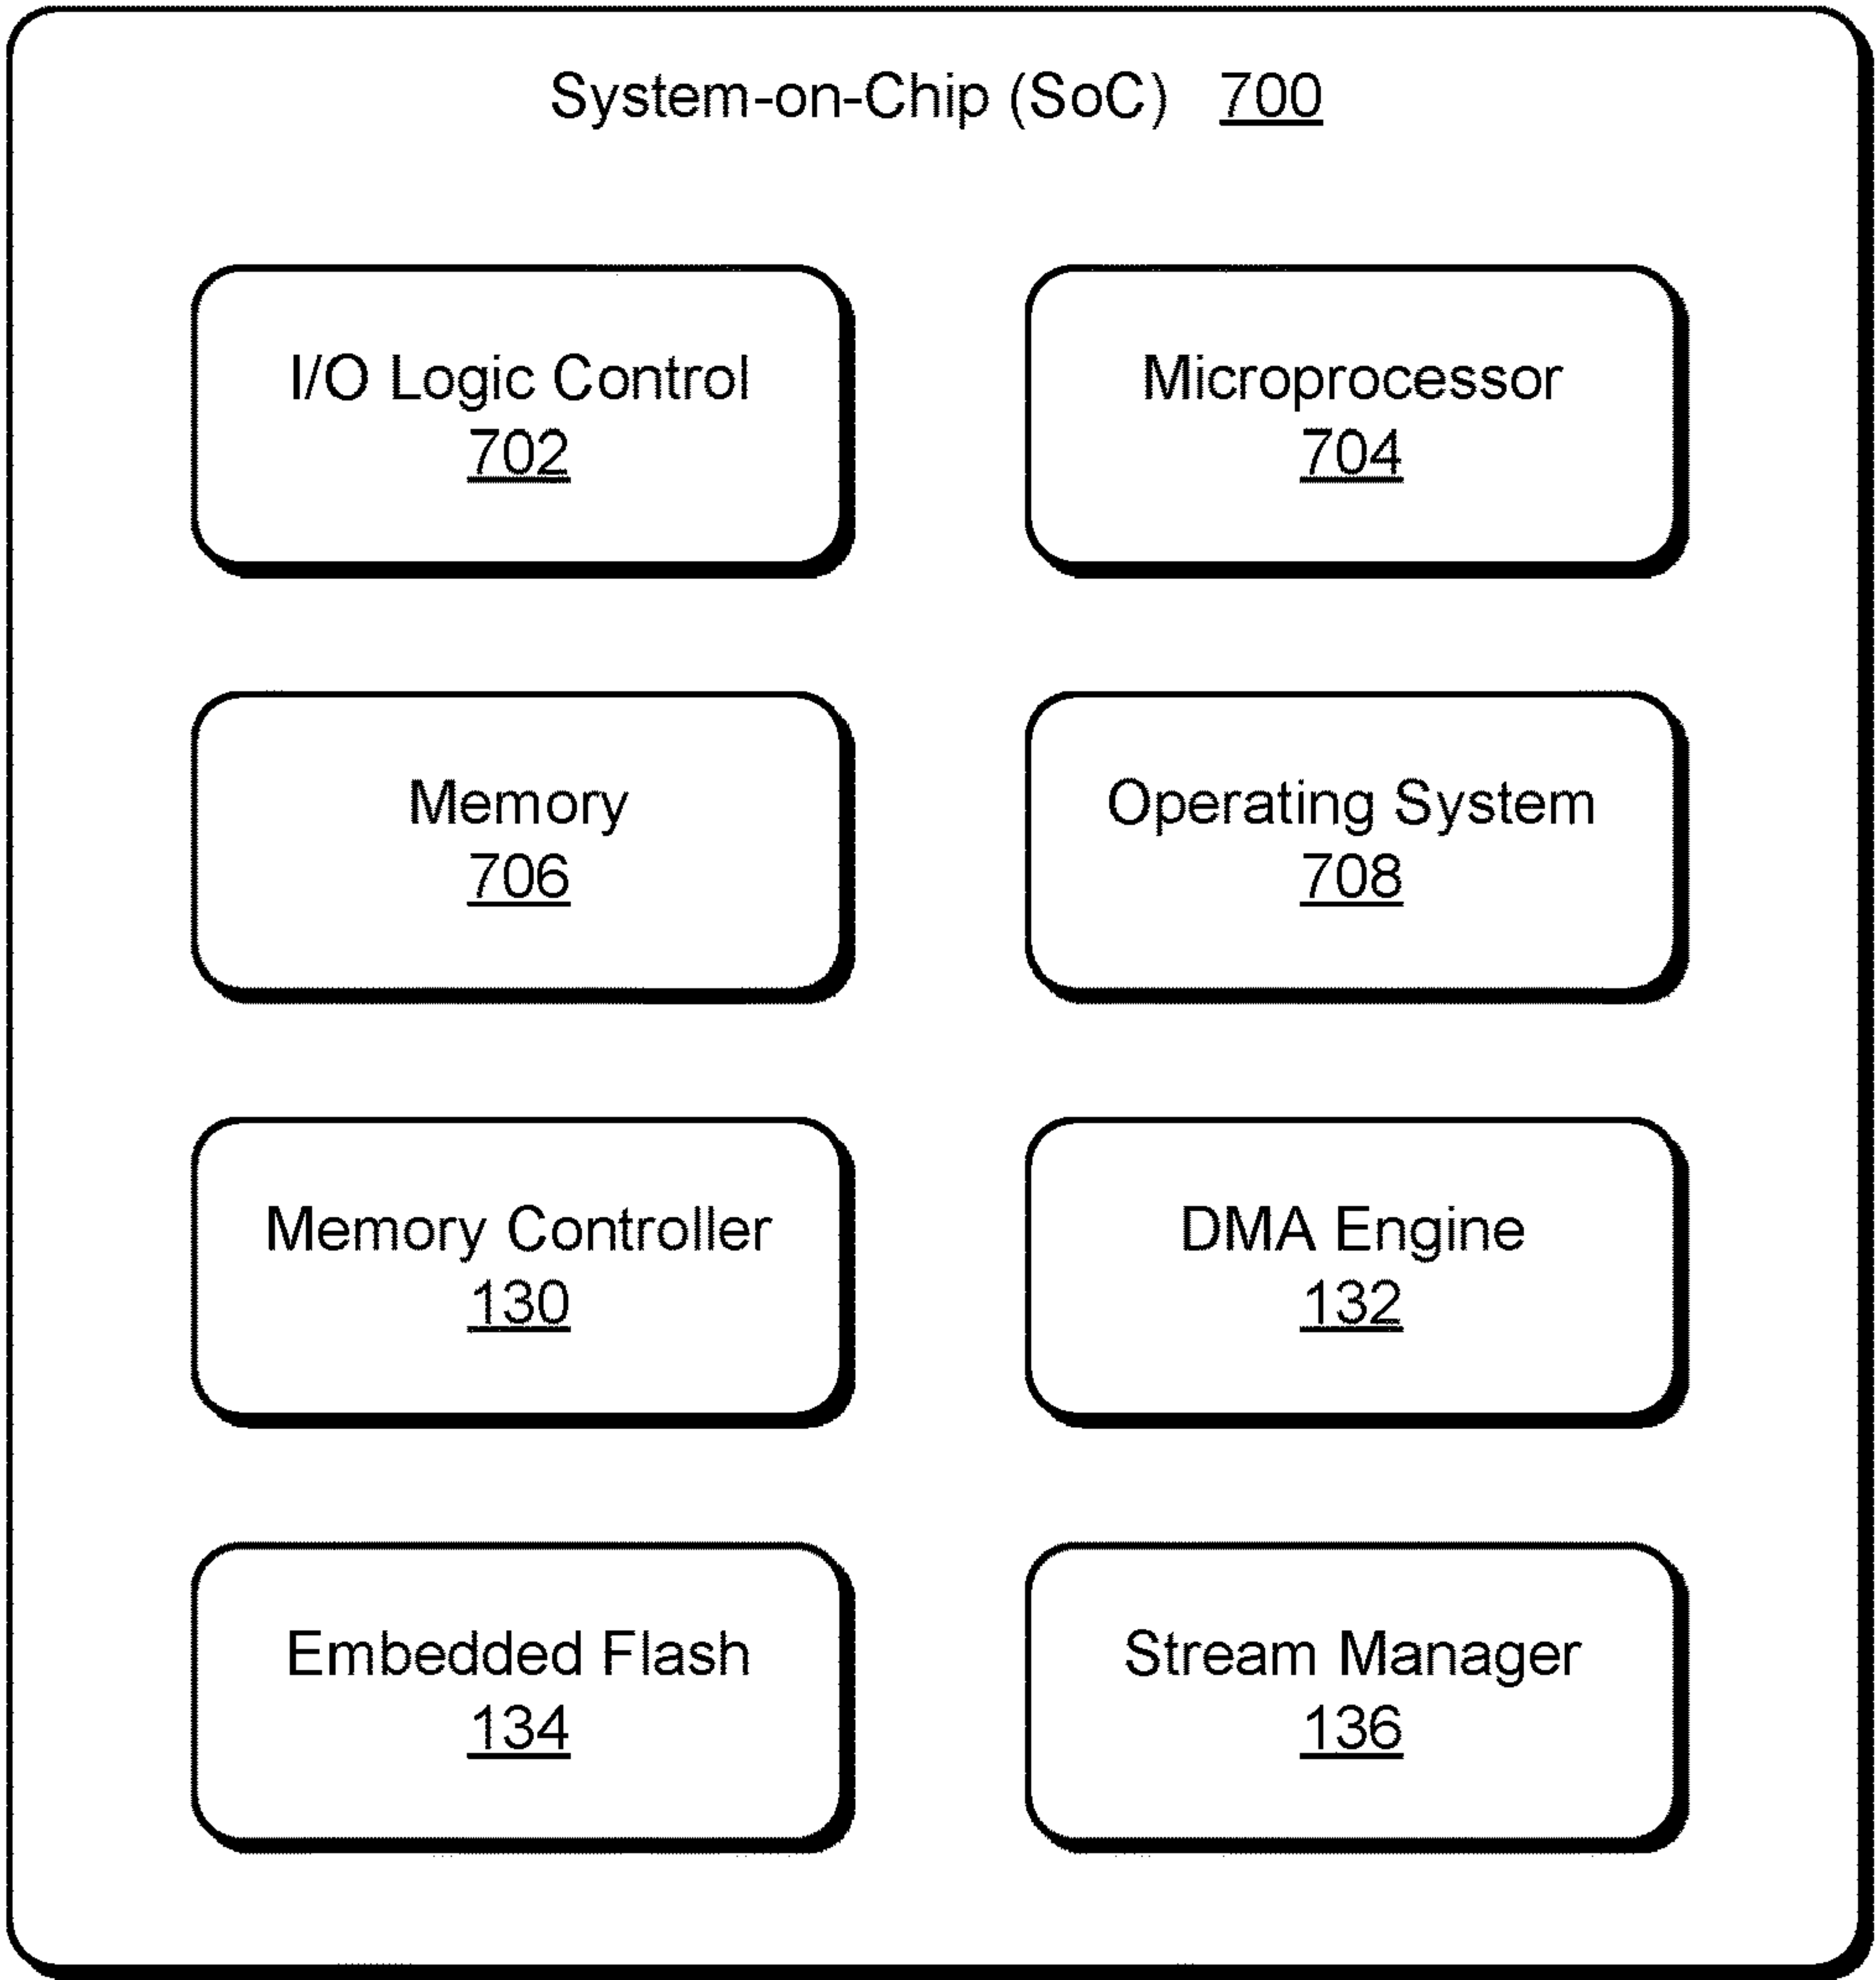 System-on-Chip (SoC) 700
I/O Logic Control
702
Microprocessor
704
Memory
706
Operating System
708
Memory Controller
130
DMA Engine
132
Embedded Flash
134
Stream Manager
136